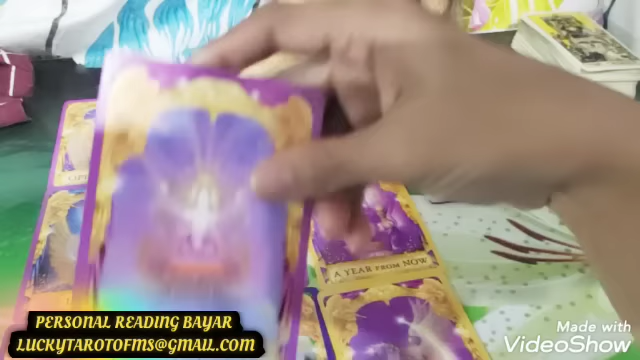 A YEAR FROM NOW
PERSONAL READING BAYAR
LUCKYTAROTOFMS@GMAIL.COM
Made with
VideoShow